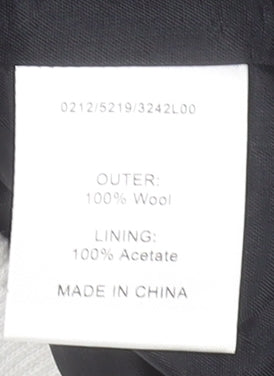 0212/5219/3242L00
OUTER:
100% Wool
LINING:
100% Acetate
MADE IN CHINA